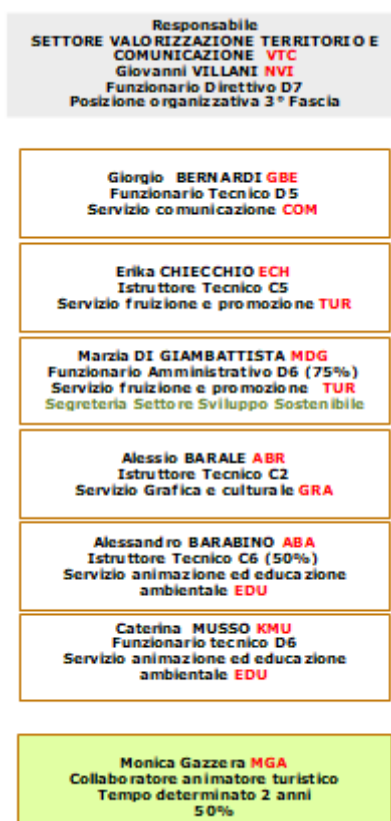 Responsabile
SETTORE VALORIZZAZIONE TERRITORIO E
COMUNICAZIONE VTC
Giovanni VILLANI NVI
Funzionario Direttivo D7
Posizione organizzativa 3° Fascia
Giorgio BERNARDI GBE
Funzionario Tecnico D5
Servizio comunicazione COM
Erika CHIECCHIO ECH
Istruttore Tecnico C5
Servizio fruizione e promozione TUR
Marzia DI GIAMBATTISTA MDG
Funzionario Amministrativo D6 (75%)
Servizio fruizione e promozione TUR
Segreteria Settore Sviluppo Sostenibile
Alessio BARALE ABR
Istruttore Tecnico C2
Servizio Grafica e culturale GRA
Alessandro BARABINO ABA
Istruttore Tecnico C6 (50%)
Servizio animazione ed educazione
ambientale EDU
Caterina MUSSO KMU
Funzionario tecnico D6
Servizio animazione ed educazione
ambientale EDU
Monica Gazzera MGA
Collaboratore animatore turistico
Tempo determinato 2 anni
50%